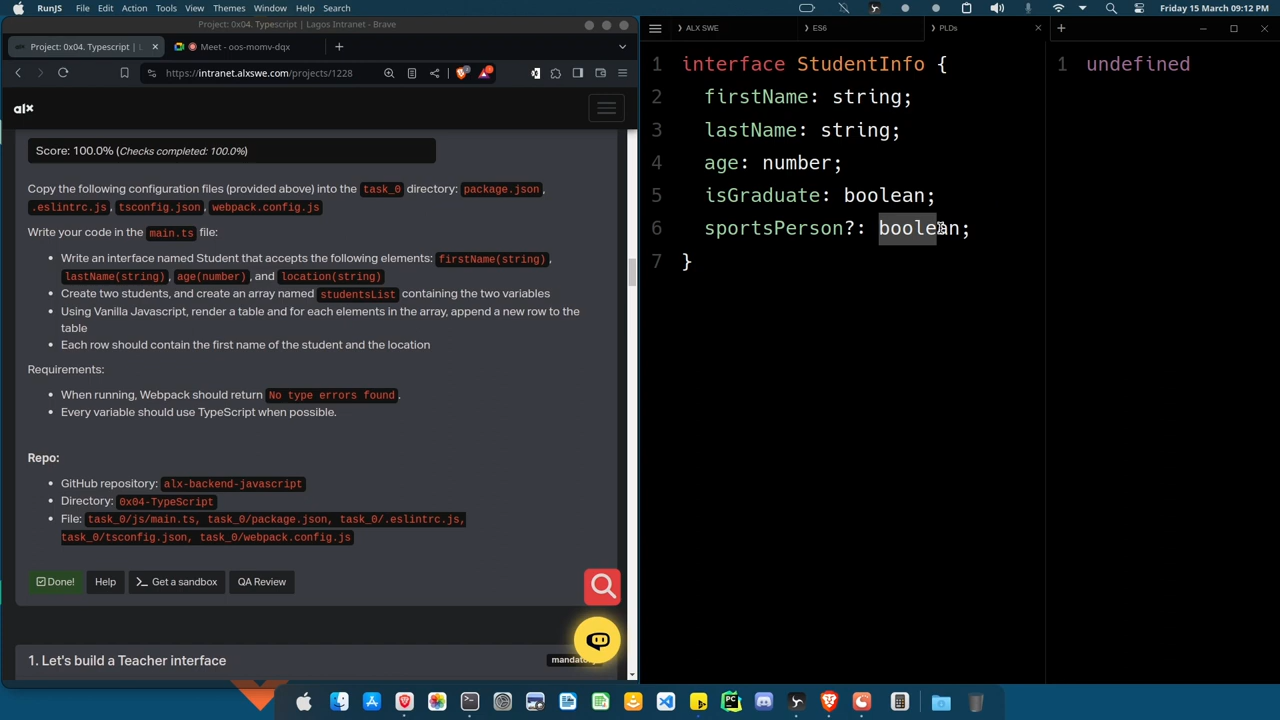 RunJS File Edit Action Tools View Themes Window Help Search Friday 15 March 09:12 PM
Project: 0x04. Typescript | Lagos Intranet - Brave
Project: 0x04. Typescript | L
Meet - oos-momv-dqx
https://intranet.alxswe.com/projects/1228
alx
Score: 100.0% (Checks completed: 100.0%)
Copy the following configuration files (provided above) into the task_0 directory: package.json,
.eslintrc.js, tsconfig.json, webpack.config.js
Write your code in the main.ts file:
Write an interface named Student that accepts the following elements: firstName(string),
lastName(string), age(number), and location(string)
Create two students, and create an array named studentsList containing the two variables
Using Vanilla Javascript, render a table and for each elements in the array, append a new row to the
table
Each row should contain the first name of the student and the location
Requirements:
When running, Webpack should return No type errors found.
Every variable should use TypeScript when possible.
Repo:
GitHub repository: alx-backend-javascript
Directory: 0x04-TypeScript
File: task_0/js/main.ts, task_0/package.json, task_0/.eslintrc.js,
task_0/tsconfig.json, task_0/webpack.config.js
Done! Help Get a sandbox QA Review
1. Let's build a Teacher interface
ALX SWE ES6 PLDs
1 interface StudentInfo {
2 firstName: string;
3 lastName: string;
4 age: number;
5 isGraduate: boolean;
6 sportsPerson?: boolean;
7 }
1 undefined